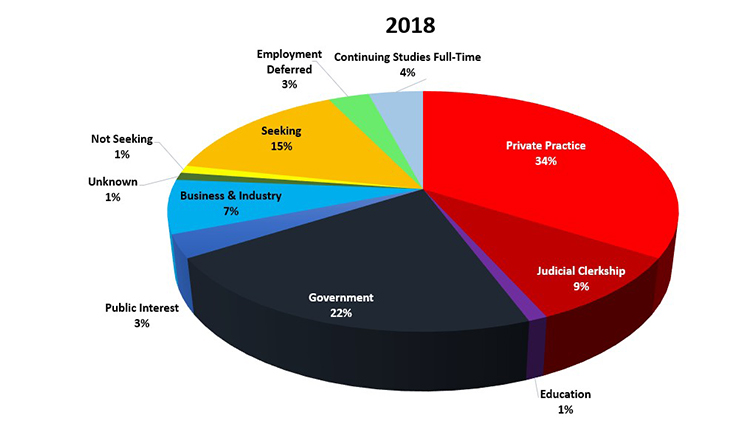 2018
Employment
Deferred
3%
Continuing Studies Full-Time
4%
Private Practice
34%
Seeking
15%
Not Seeking
1%
Unknown
1%
Business & Industry
7%
Judicial Clerkship
9%
Government
22%
Public Interest
3%
Education
1%